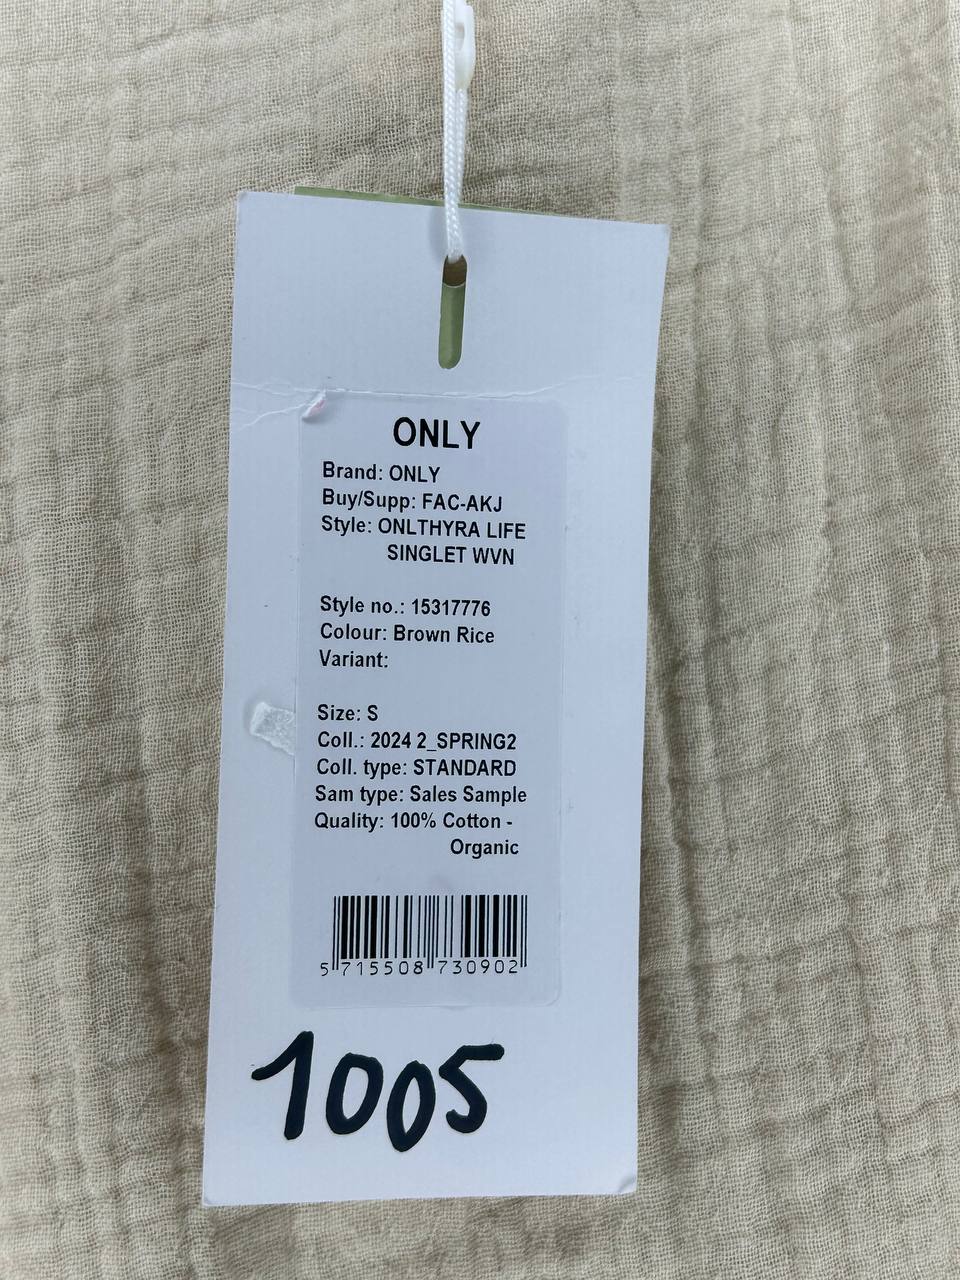 ONLY
Brand: ONLY
Buy/Supp: FAC-AKJ
Style: ONLTHYRA LIFE
SINGLET WVN
Style no.: 15317776
Colour: Brown Rice
Variant:
Size: S
Coll.: 2024 2_SPRING2
Coll. type: STANDARD
Sam type: Sales Sample
Quality: 100% Cotton -
Organic
5 715508 730902
1005